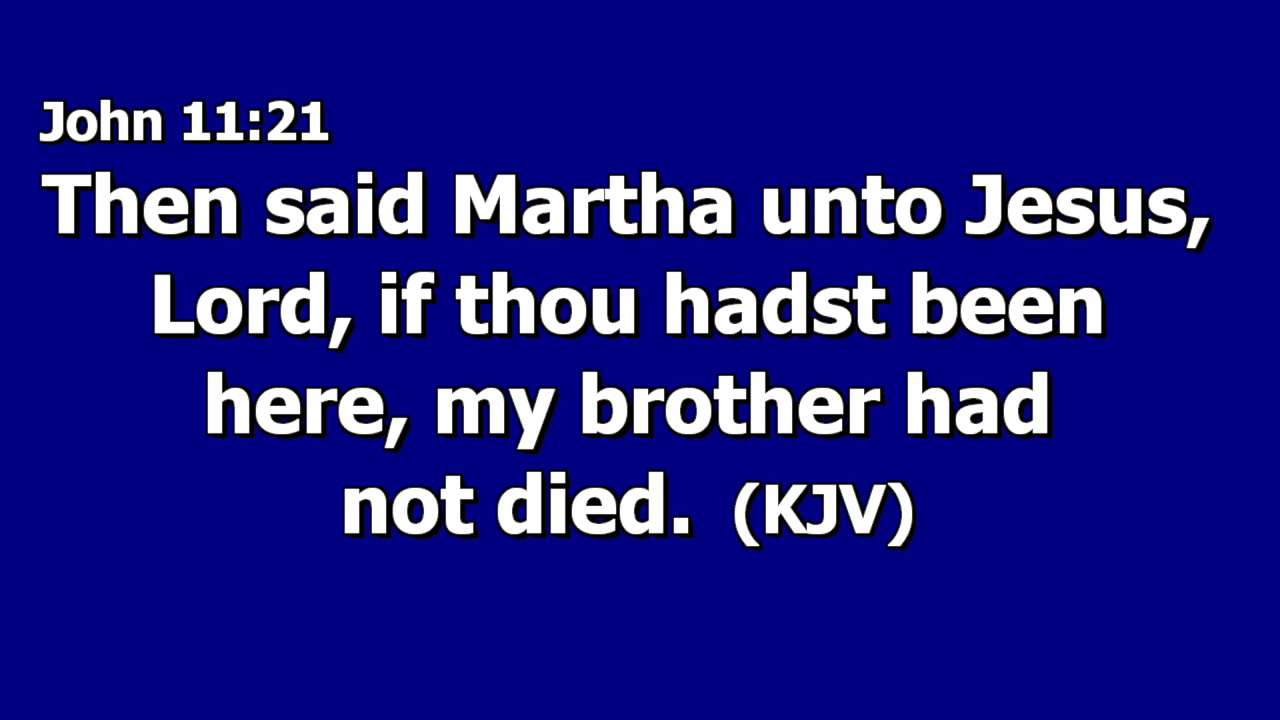 John 11:21
Then said Martha unto Jesus,
Lord, if thou hadst been
here, my brother had
not died. (KJV)